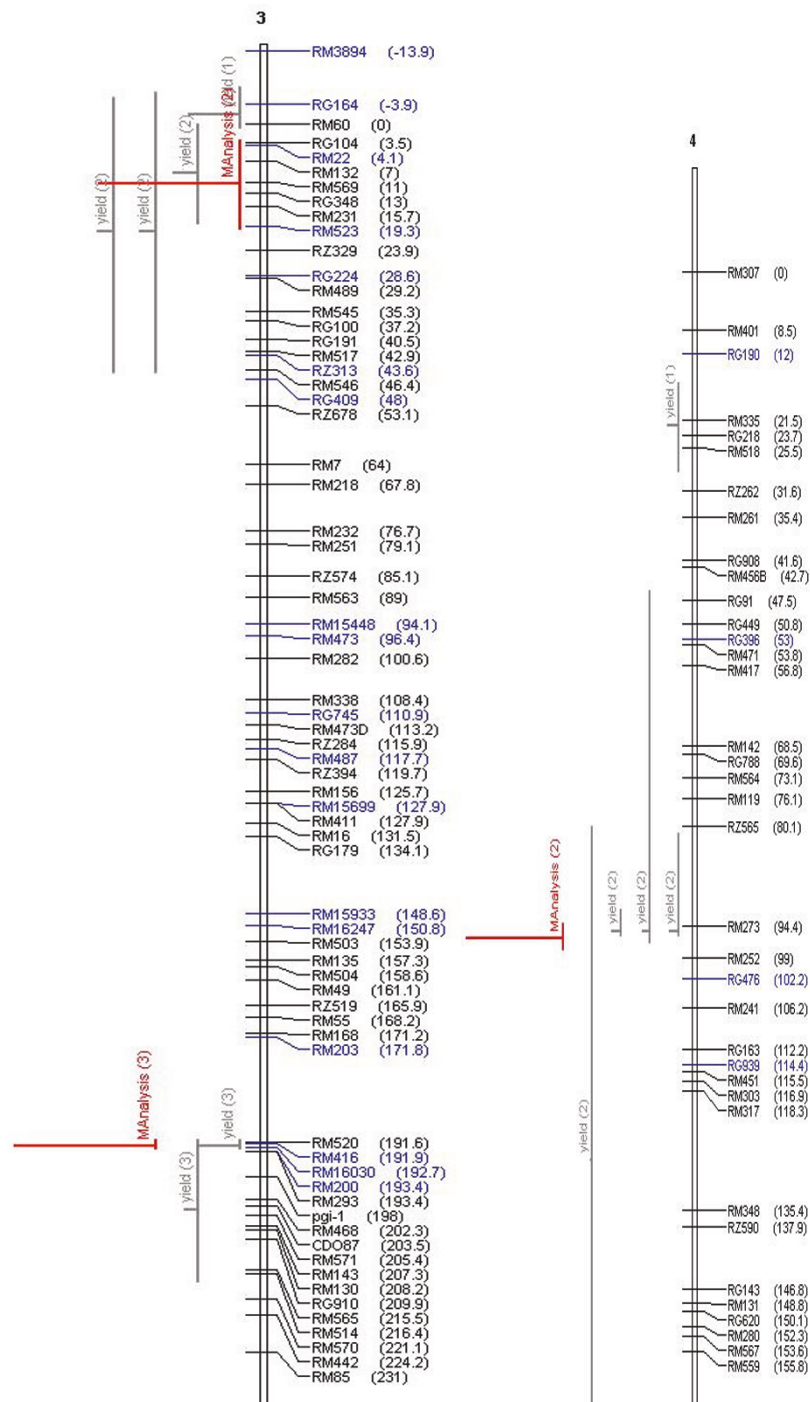 3
RM3894 (-13.9)
yield (1)
RG164 (-3.9)
RM60 (0)
RG104 (3.5)
RM22 (4.1)
RM132 (7)
RM569 (11)
RG348 (13)
RM231 (15.7)
RM523 (19.3)
RZ329 (23.9)
RG224 (28.6)
RM489 (29.2)
RM545 (35.3)
RG100 (37.2)
RG191 (40.5)
RM517 (42.9)
RZ313 (43.6)
RM546 (46.4)
RG409 (48)
RZ678 (53.1)
RM7 (64)
RM218 (67.8)
RM232 (76.7)
RM251 (79.1)
RZ574 (85.1)
RM563 (89)
RM15448 (94.1)
RM473 (96.4)
RM282 (100.6)
RM338 (108.4)
RG745 (110.9)
RM473D (113.2)
RZ284 (115.9)
RM487 (117.7)
RZ394 (119.7)
RM156 (125.7)
RM15699 (127.9)
RM411 (127.9)
RM16 (131.5)
RG179 (134.1)
RM15933 (148.6)
RM16247 (150.8)
RM503 (153.9)
RM135 (157.3)
RM504 (158.6)
RM49 (161.1)
RZ519 (165.9)
RM55 (168.2)
RM168 (171.2)
RM203 (171.8)
RM520 (191.6)
RM416 (191.9)
RM16030 (192.7)
RM200 (193.4)
RM293 (193.4)
pgi-1 (198)
RM468 (202.3)
CDO87 (203.5)
RM571 (205.4)
RM143 (207.3)
RM130 (208.2)
RG910 (209.9)
RM565 (215.5)
RM514 (216.4)
RM570 (221.1)
RM442 (224.2)
RM85 (231)
yield (2)
yield (2)
yield (2)
MAnalysis (2)
MAnalysis (3)
yield (3)
yield (3)
4
RM307 (0)
RM401 (8.5)
RG190 (12)
RM335 (21.5)
RG218 (23.7)
RM518 (25.5)
RZ262 (31.6)
RM261 (35.4)
RG908 (41.6)
RM456B (42.7)
RG91 (47.5)
RG449 (50.8)
RG396 (53)
RM471 (53.8)
RM417 (56.8)
RM142 (68.5)
RG788 (69.6)
RM564 (73.1)
RM119 (76.1)
RZ565 (80.1)
RM273 (94.4)
RM252 (99)
RG476 (102.2)
RM241 (106.2)
RG163 (112.2)
RG939 (114.4)
RM451 (115.5)
RM303 (116.9)
RM317 (118.3)
RM348 (135.4)
RZ590 (137.9)
RG143 (146.8)
RM131 (148.8)
RG620 (150.1)
RM280 (152.3)
RM567 (153.6)
RM559 (155.8)
yield (1)
MAnalysis (2)
yield (2)
yield (2)
yield (2)
yield (2)